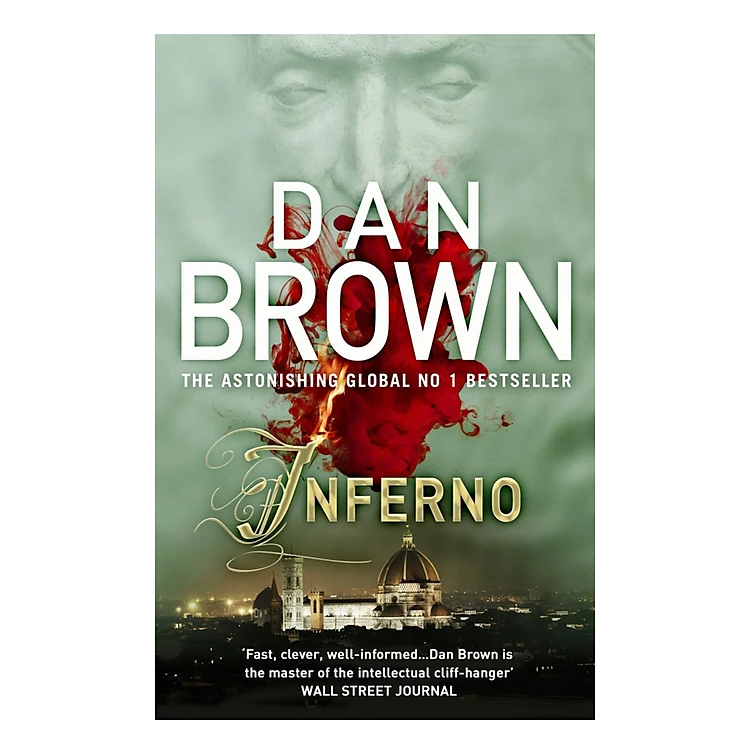 DAN
BROWN
THE ASTONISHING GLOBAL NO 1 BESTSELLER
INFERNO
‘Fast, clever, well-informed...Dan Brown is
the master of the intellectual cliff-hanger’
WALL STREET JOURNAL